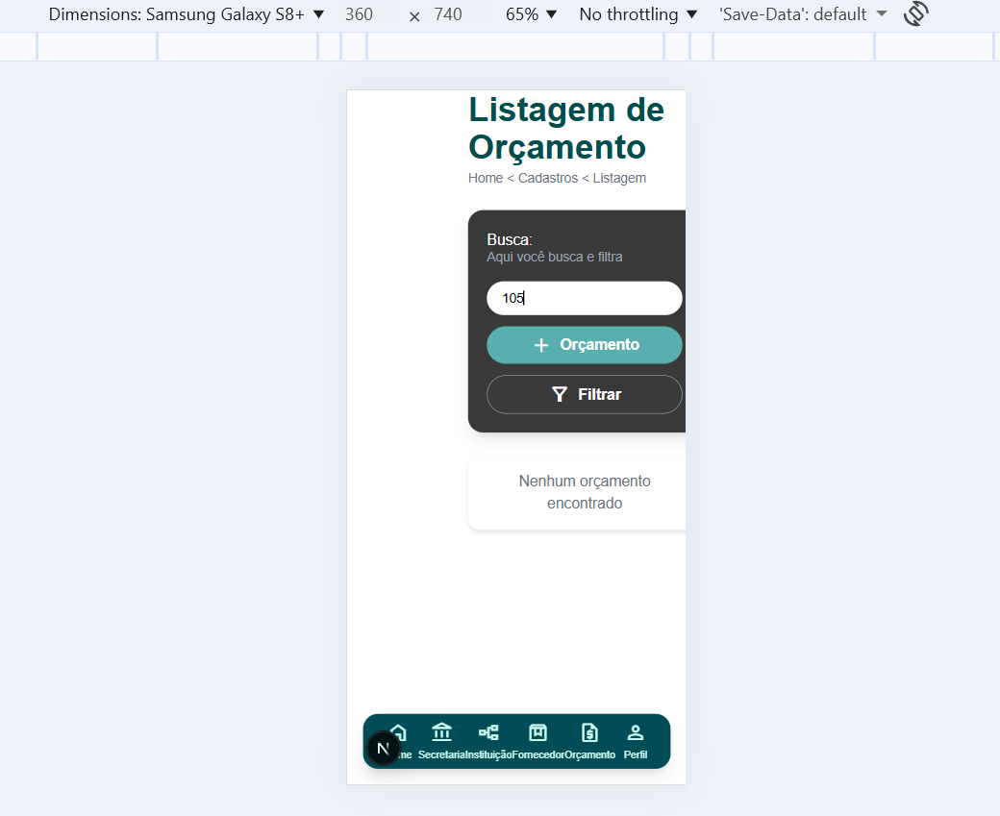 Dimensions: Samsung Galaxy S8+ 360 × 740 65% No throttling 'Save-Data': default
Listagem de
Orçamento
Home < Cadastros < Listagem
Busca:
Aqui você busca e filtra
105
Orçamento
Filtrar
Nenhum orçamento
encontrado
N
me Secretaria Instituição Fornecedor Orçamento Perfil